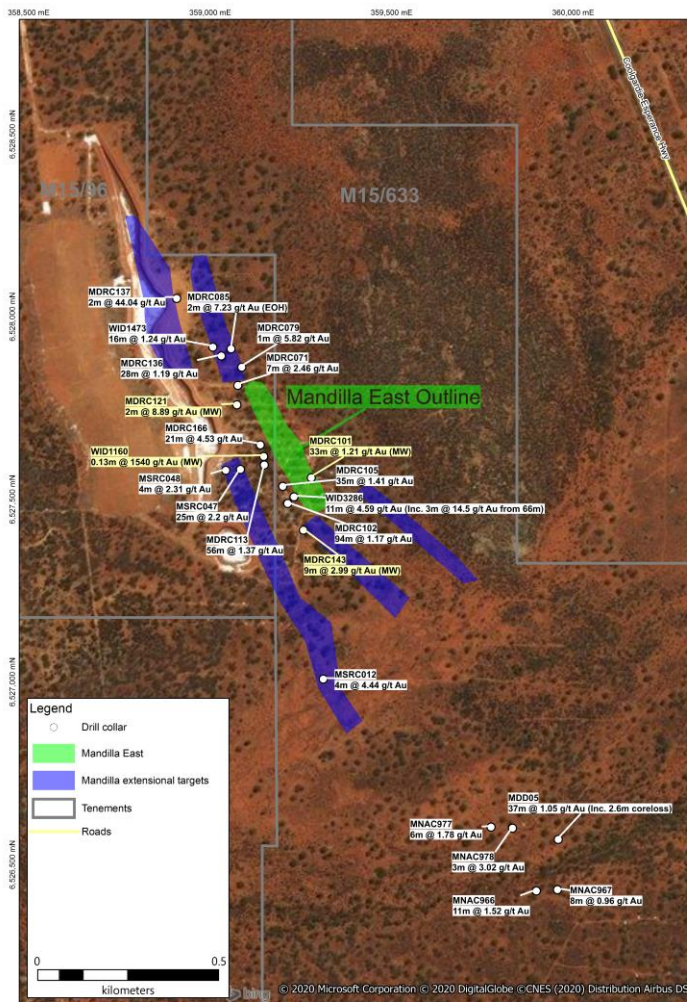 358,500 mE
359,000 mE
359,500 mE
360,000 mE
6,528,500 mN
6,528,000 mN
6,527,500 mN
6,527,000 mN
6,526,500 mN
Coolgardie-Esperance Hwy
M15/96
M15/633
MDRC137
2m @ 44.04 g/t Au
MDRC085
2m @ 7.23 g/t Au (EOH)
WID1473
16m @ 1.24 g/t Au
MDRC079
1m @ 5.82 g/t Au
MDRC136
28m @ 1.19 g/t Au
MDRC071
7m @ 2.46 g/t Au
Mandilla East Outline
MDRC121
2m @ 8.89 g/t Au (MW)
MDRC166
21m @ 4.53 g/t Au
MDRC101
33m @ 1.21 g/t Au (MW)
WID1160
0.13m @ 1540 g/t Au (MW)
MDRC105
35m @ 1.41 g/t Au
MSRC048
4m @ 2.31 g/t Au
WID3286
11m @ 4.59 g/t Au (Inc. 3m @ 14.5 g/t Au from 66m)
MSRC047
25m @ 2.2 g/t Au
MDRC102
94m @ 1.17 g/t Au
MDRC113
56m @ 1.37 g/t Au
MDRC143
9m @ 2.99 g/t Au (MW)
MSRC012
4m @ 4.44 g/t Au
MDD05
37m @ 1.05 g/t Au (Inc. 2.6m coreloss)
MNAC977
6m @ 1.78 g/t Au
MNAC978
3m @ 3.02 g/t Au
MNAC966
11m @ 1.52 g/t Au
MNAC967
8m @ 0.96 g/t Au
Legend
Drill collar
Mandilla East
Mandilla extensional targets
Tenements
Roads
0 0.5
kilometers
bing
© 2020 Microsoft Corporation © 2020 DigitalGlobe ©CNES (2020) Distribution Airbus DS